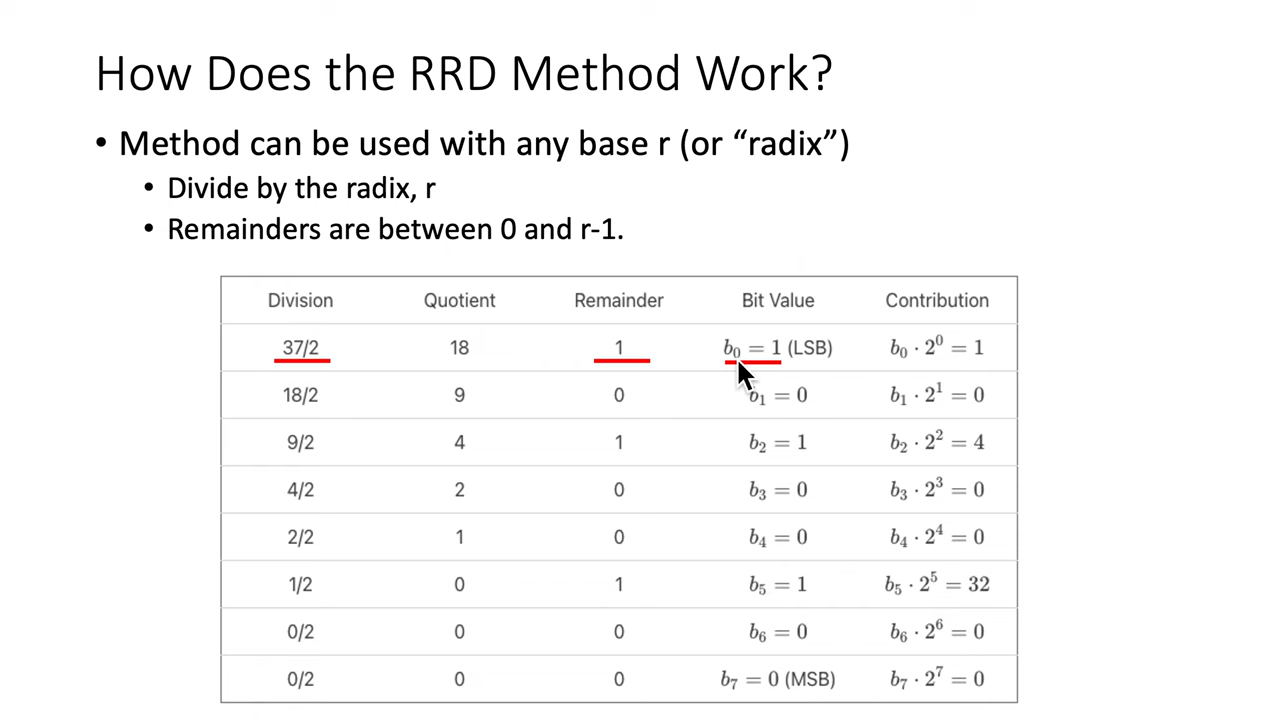 How Does the RRD Method Work?
• Method can be used with any base r (or “radix”)
• Divide by the radix, r
• Remainders are between 0 and r-1.
Division Quotient Remainder Bit Value Contribution
37/2 18 1 b₀ = 1 (LSB) b₀ · 2⁰ = 1
18/2 9 0 b₁ = 0 b₁ · 2¹ = 0
9/2 4 1 b₂ = 1 b₂ · 2² = 4
4/2 2 0 b₃ = 0 b₃ · 2³ = 0
2/2 1 0 b₄ = 0 b₄ · 2⁴ = 0
1/2 0 1 b₅ = 1 b₅ · 2⁵ = 32
0/2 0 0 b₆ = 0 b₆ · 2⁶ = 0
0/2 0 0 b₇ = 0 (MSB) b₇ · 2⁷ = 0